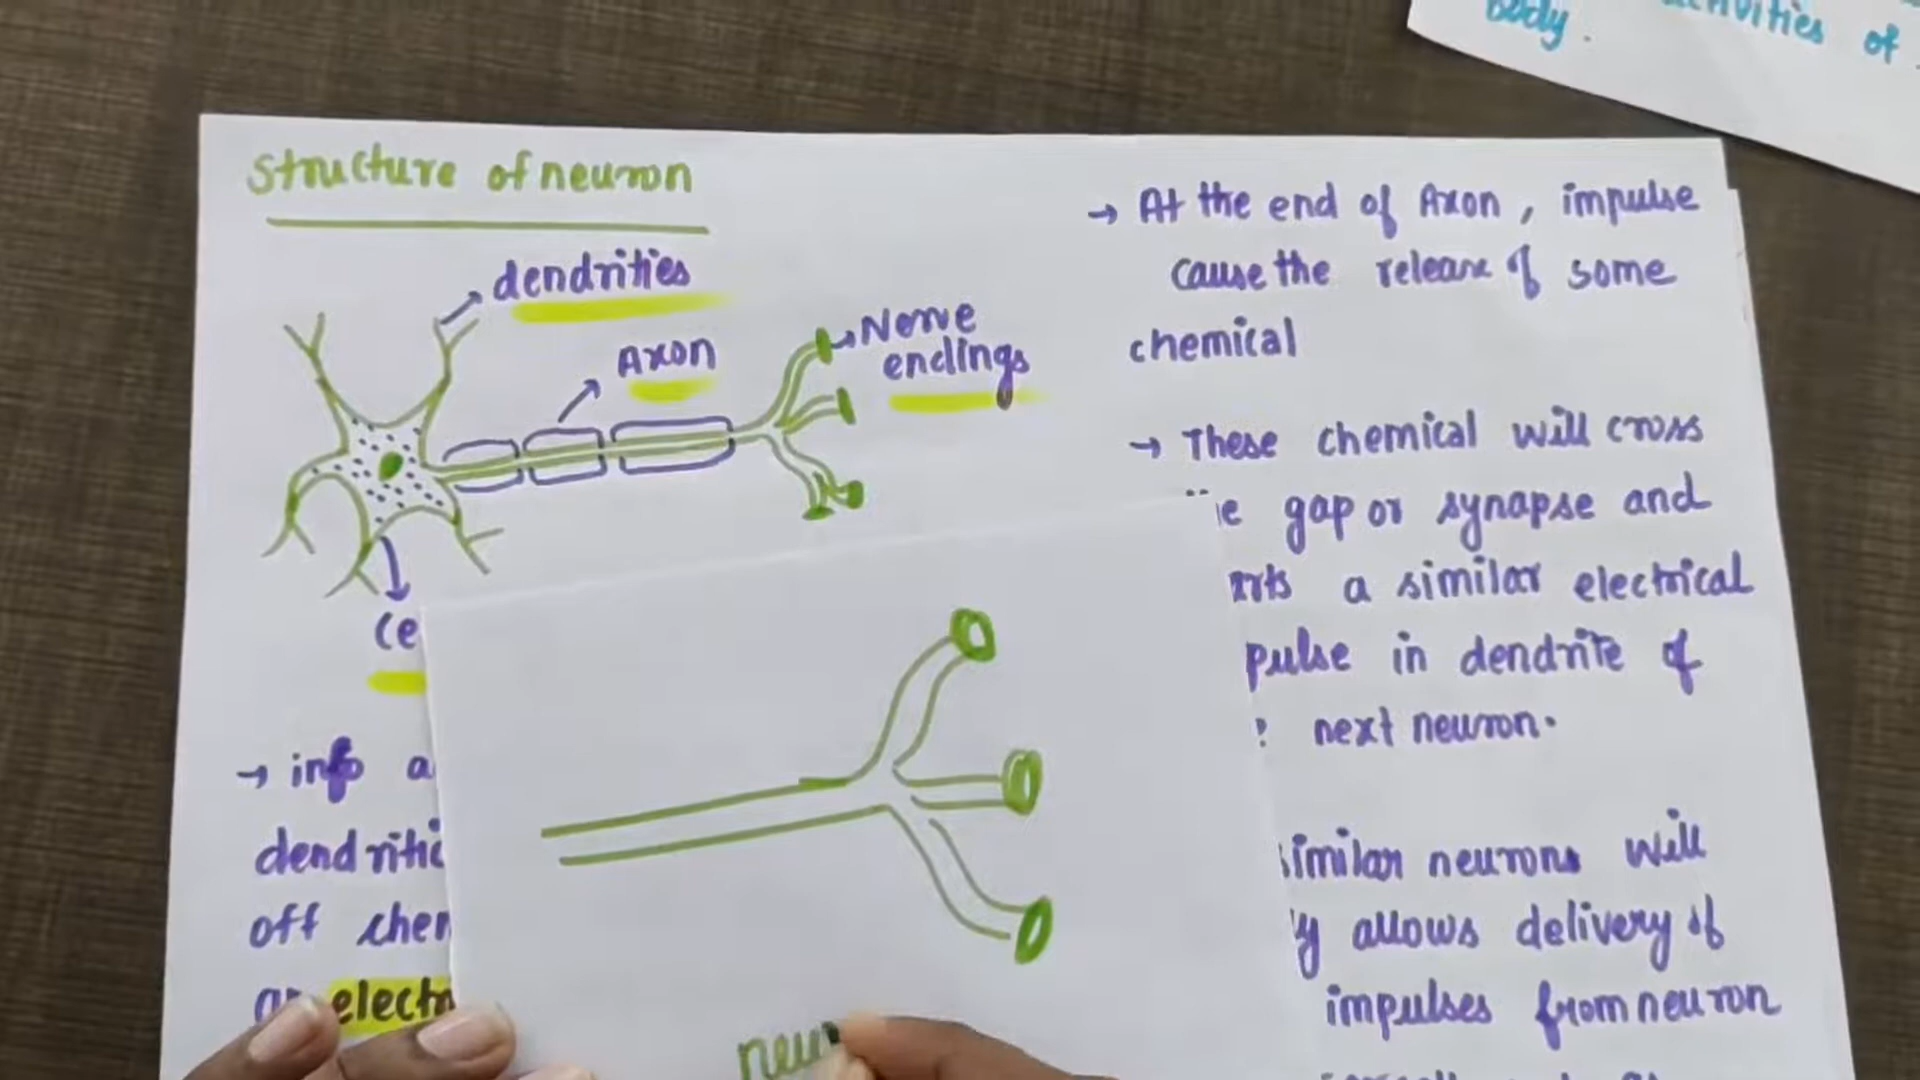 body.
activities of
Structure of neuron
dendrities
Axon
Nerve
endings
Ce
→ info a
dendritic
off chem
an electr
→ At the end of Axon, impulse
cause the release of some
chemical
→ These chemical will cross
gap or synapse and
a similar electrical
pulse in dendrite of
next neuron.
similar neurons will
y allows delivery of
impulses from neuron
neu